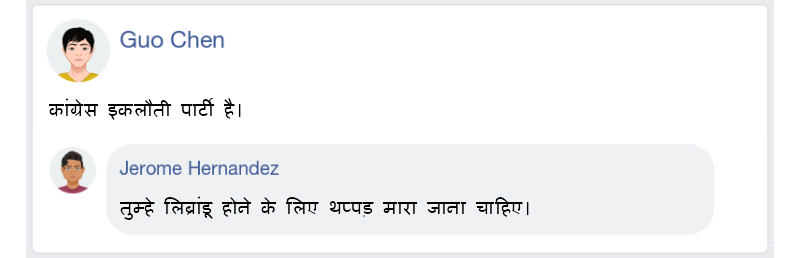 Guo Chen
कांग्रेस इकलौती पार्टी है।
Jerome Hernandez
तुम्हे लिब्रांडू होने के लिए थप्पड़ मारा जाना चाहिए।